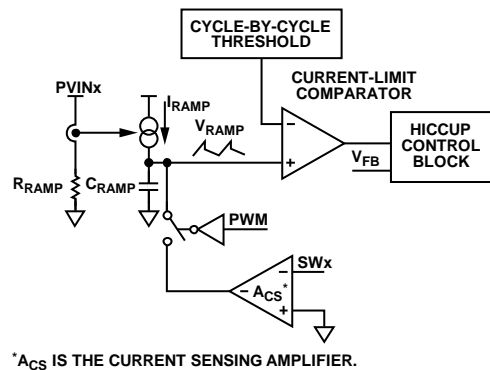 CYCLE-BY-CYCLE
THRESHOLD
CURRENT-LIMIT
COMPARATOR
PVINx
IRAMP
VRAMP
−
+
HICCUP
CONTROL
BLOCK
VFB
RRAMP
CRAMP
PWM
SWx
−
− ACS*
+
*ACS IS THE CURRENT SENSING AMPLIFIER.